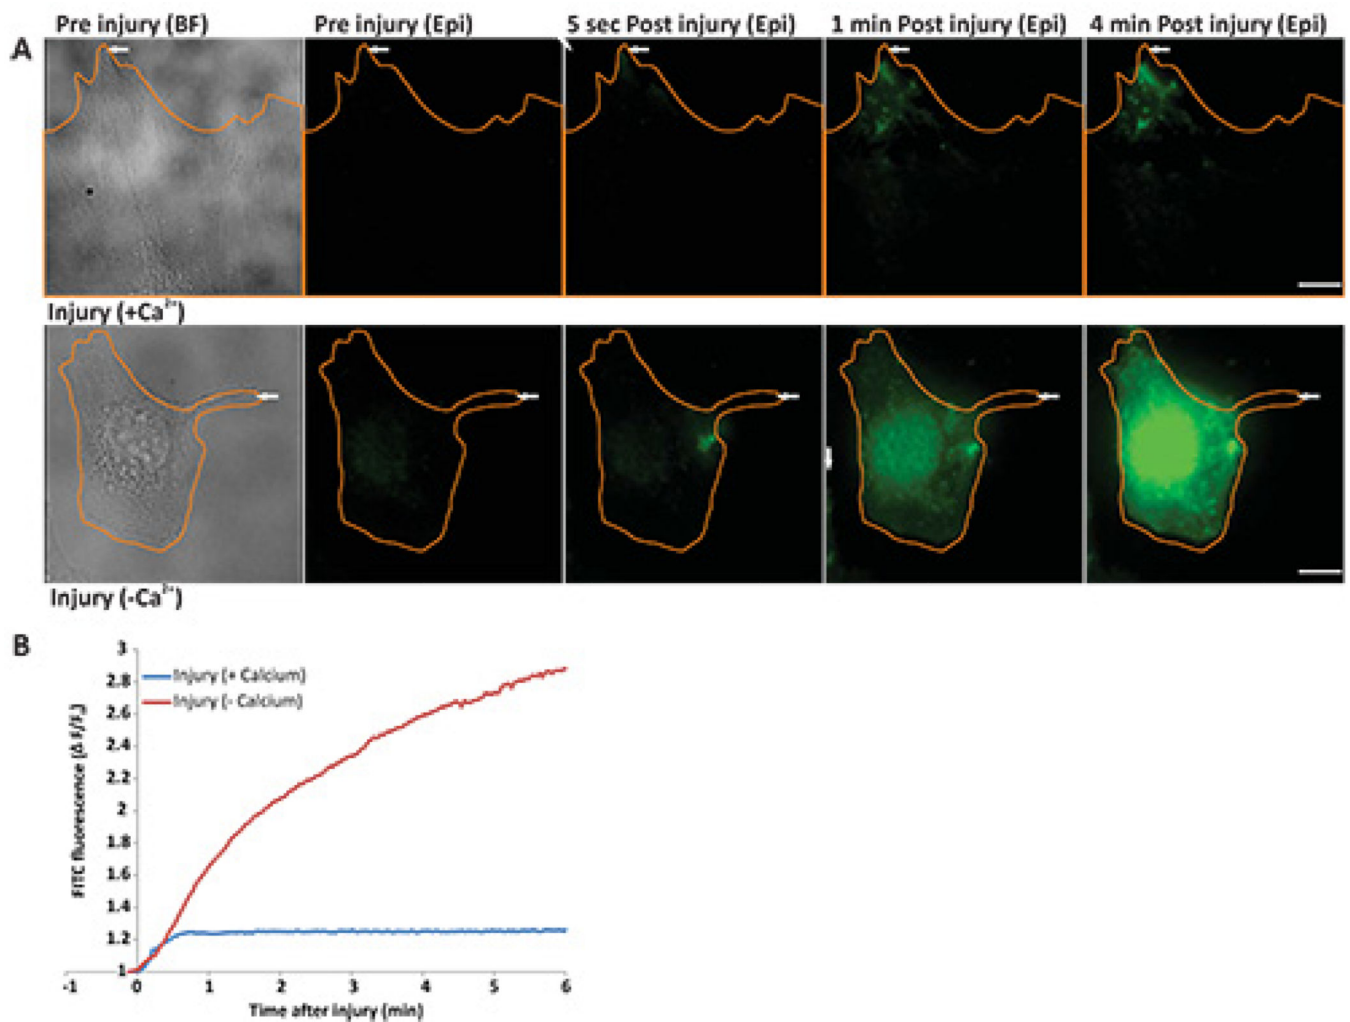 Pre injury (BF) Pre injury (Epi) 5 sec Post injury (Epi) 1 min Post injury (Epi) 4 min Post injury (Epi)
A
Injury (+Ca²⁺)
Injury (-Ca²⁺)
B
3
2.8
2.6
2.4
2.2
2
1.8
1.6
1.4
1.2
1
Injury (+ Calcium)
Injury (- Calcium)
FITC fluorescence (Δ F/F₀)
-1 0 1 2 3 4 5 6
Time after injury (min)